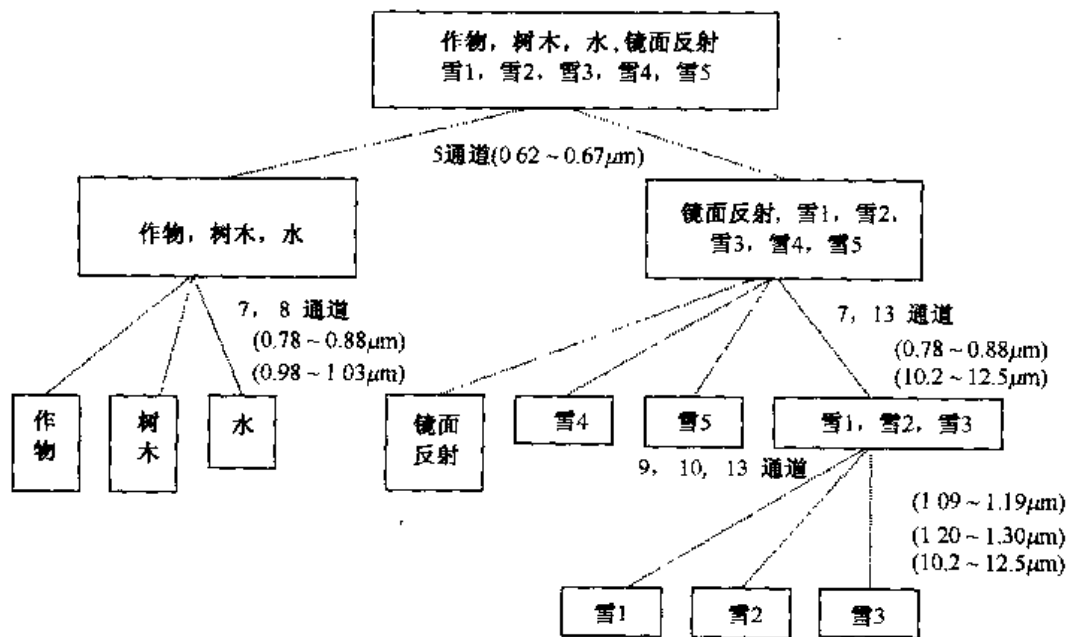 作物, 树木, 水, 镜面反射
雪1, 雪2, 雪3, 雪4, 雪5
5通道(0 62 ~ 0.67μm)
作物, 树木, 水
镜面反射, 雪1, 雪2,
雪3, 雪4, 雪5
7, 8 通道
(0.78 ~ 0.88μm)
(0.98 ~ 1 03μm)
7, 13 通道
(0.78 ~ 0.88μm)
(10.2 ~ 12.5μm)
作
物
树
木
水
镜面
反射
雪4
雪5
雪1, 雪2, 雪3
9, 10, 13 通道
(1 09 ~ 1.19μm)
(1 20 ~ 1.30μm)
(10.2 ~ 12.5μm)
雪1
雪2
雪3